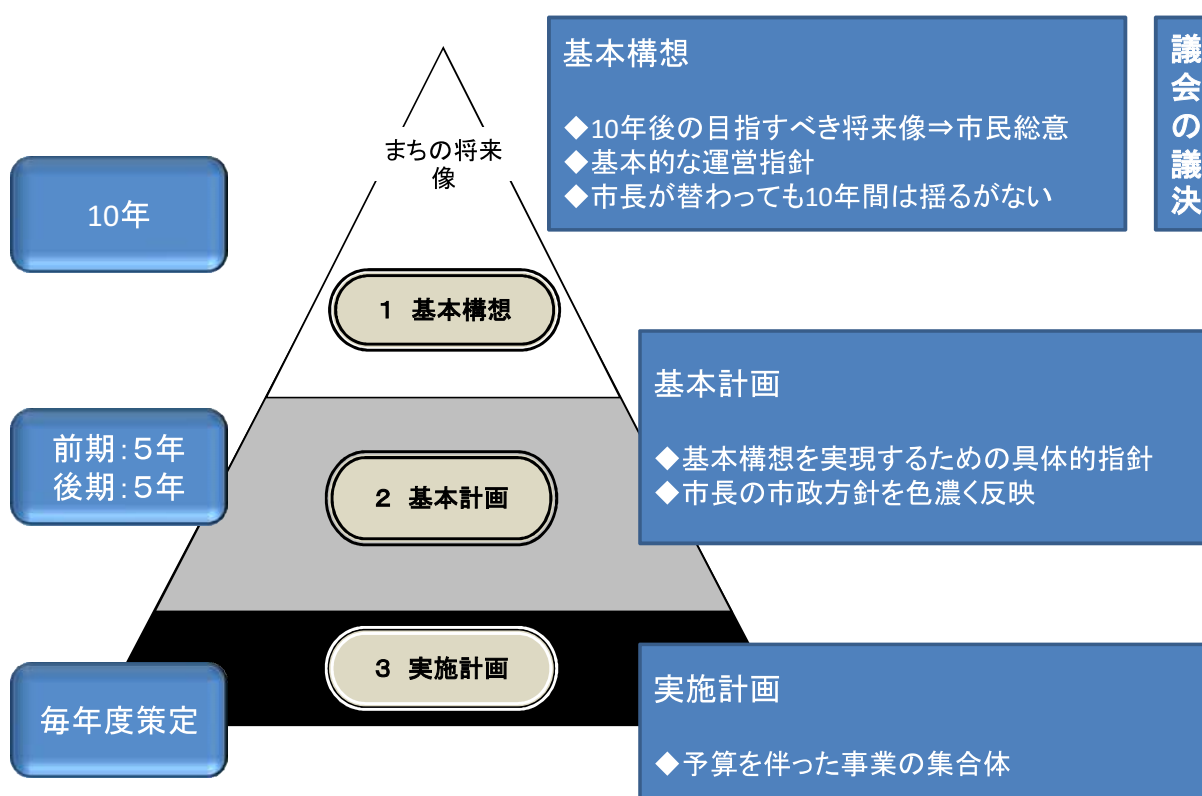 基本構想
◆10年後の目指すべき将来像⇒市民総意
◆基本的な運営指針
◆市長が替わっても10年間は揺るがない
議
会
の
議
決
まちの将来
像
10年
1 基本構想
基本計画
◆基本構想を実現するための具体的指針
◆市長の市政方針を色濃く反映
前期:５年
後期:５年
2 基本計画
3 実施計画
毎年度策定
実施計画
◆予算を伴った事業の集合体